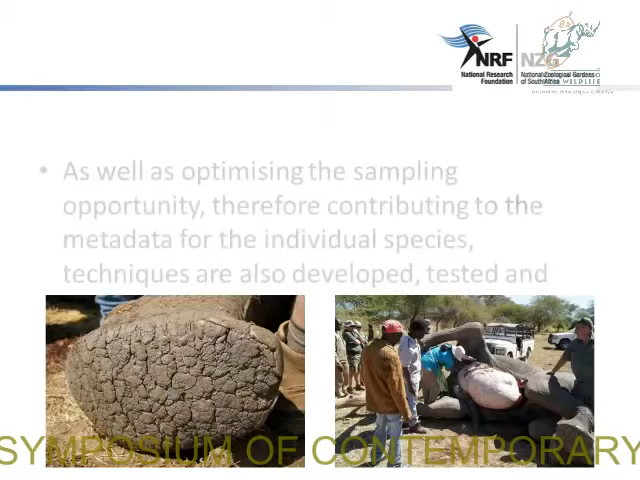 NRF
National Research
Foundation
NZG
National Zoological Gardens
of South Africa
WILDLIFE
• As well as optimising the sampling
opportunity, therefore contributing to the
metadata for the individual species,
techniques are also developed, tested and
SYMPOSIUM OF CONTEMPORARY